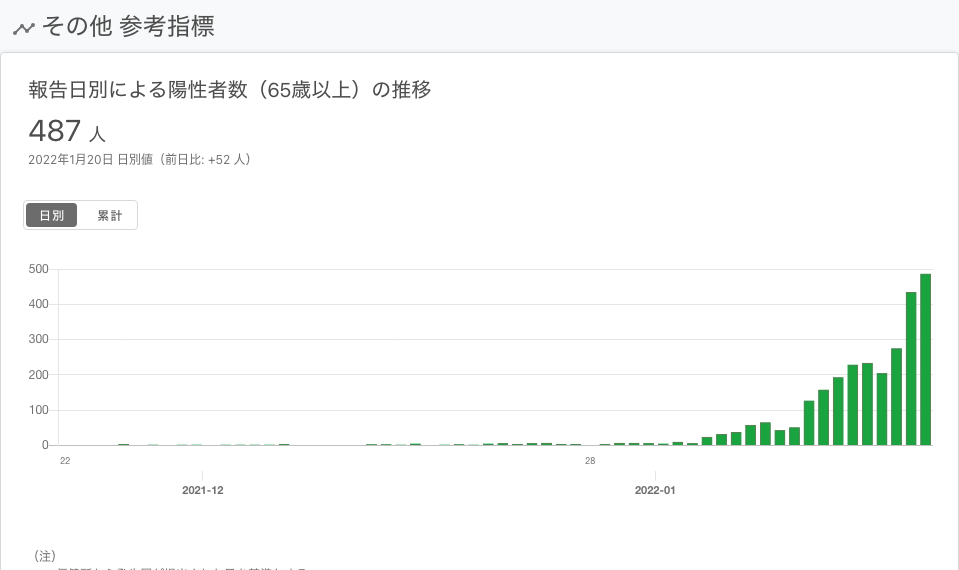 その他 参考指標
報告日別による陽性者数（65歳以上）の推移
487 人
2022年1月20日 日別値（前日比: +52 人）
日別 累計
500
400
300
200
100
0
22 28
2021-12 2022-01
（注）